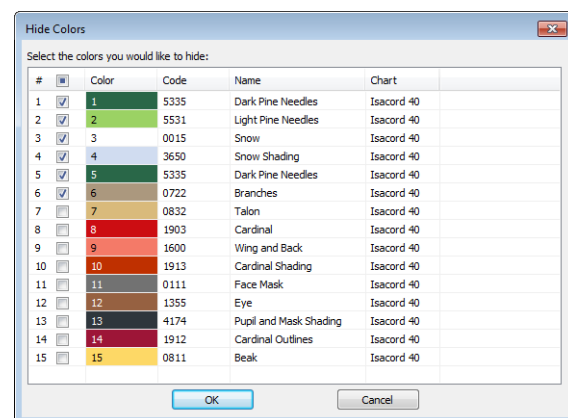 Hide Colors
Select the colors you would like to hide:
# Color Code Name Chart
1 1 5335 Dark Pine Needles Isacord 40
2 2 5531 Light Pine Needles Isacord 40
3 3 0015 Snow Isacord 40
4 4 3650 Snow Shading Isacord 40
5 5 5335 Dark Pine Needles Isacord 40
6 6 0722 Branches Isacord 40
7 7 0832 Talon Isacord 40
8 8 1903 Cardinal Isacord 40
9 9 1600 Wing and Back Isacord 40
10 10 1913 Cardinal Shading Isacord 40
11 11 0111 Face Mask Isacord 40
12 12 1355 Eye Isacord 40
13 13 4174 Pupil and Mask Shading Isacord 40
14 14 1912 Cardinal Outlines Isacord 40
15 15 0811 Beak Isacord 40
OK Cancel